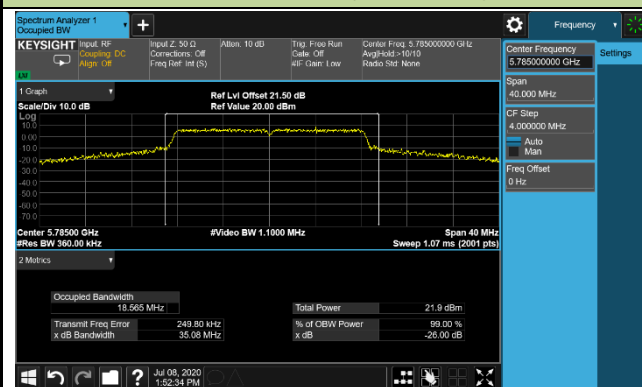 Spectrum Analyzer 1
Occupied BW
Frequency
KEYSIGHT
Input: RF
Coupling: DC
Align: Off
Input Z: 50 Ω
Corrections: Off
Freq Ref: Int (S)
Atten: 10 dB
Trig: Free Run
Gate: Off
#IF Gain: Low
Center Freq: 5.785000000 GHz
Avg|Hold:>10/10
Radio Std: None
LXI
Center Frequency
5.785000000 GHz
Settings
Span
40.000 MHz
CF Step
4.000000 MHz
Auto
Man
Freq Offset
0 Hz
1 Graph
Scale/Div 10.0 dB
Ref Lvl Offset 21.50 dB
Ref Value 20.00 dBm
Log
10.0
0.00
-10.0
-20.0
-30.0
-40.0
-50.0
-60.0
-70.0
Center 5.78500 GHz
#Res BW 360.00 kHz
#Video BW 1.1000 MHz
Span 40 MHz
Sweep 1.07 ms (2001 pts)
2 Metrics
Occupied Bandwidth
18.565 MHz
Total Power 21.9 dBm
Transmit Freq Error 249.80 kHz
% of OBW Power 99.00 %
x dB Bandwidth 35.08 MHz
x dB -26.00 dB
Jul 08, 2020
1:52:34 PM